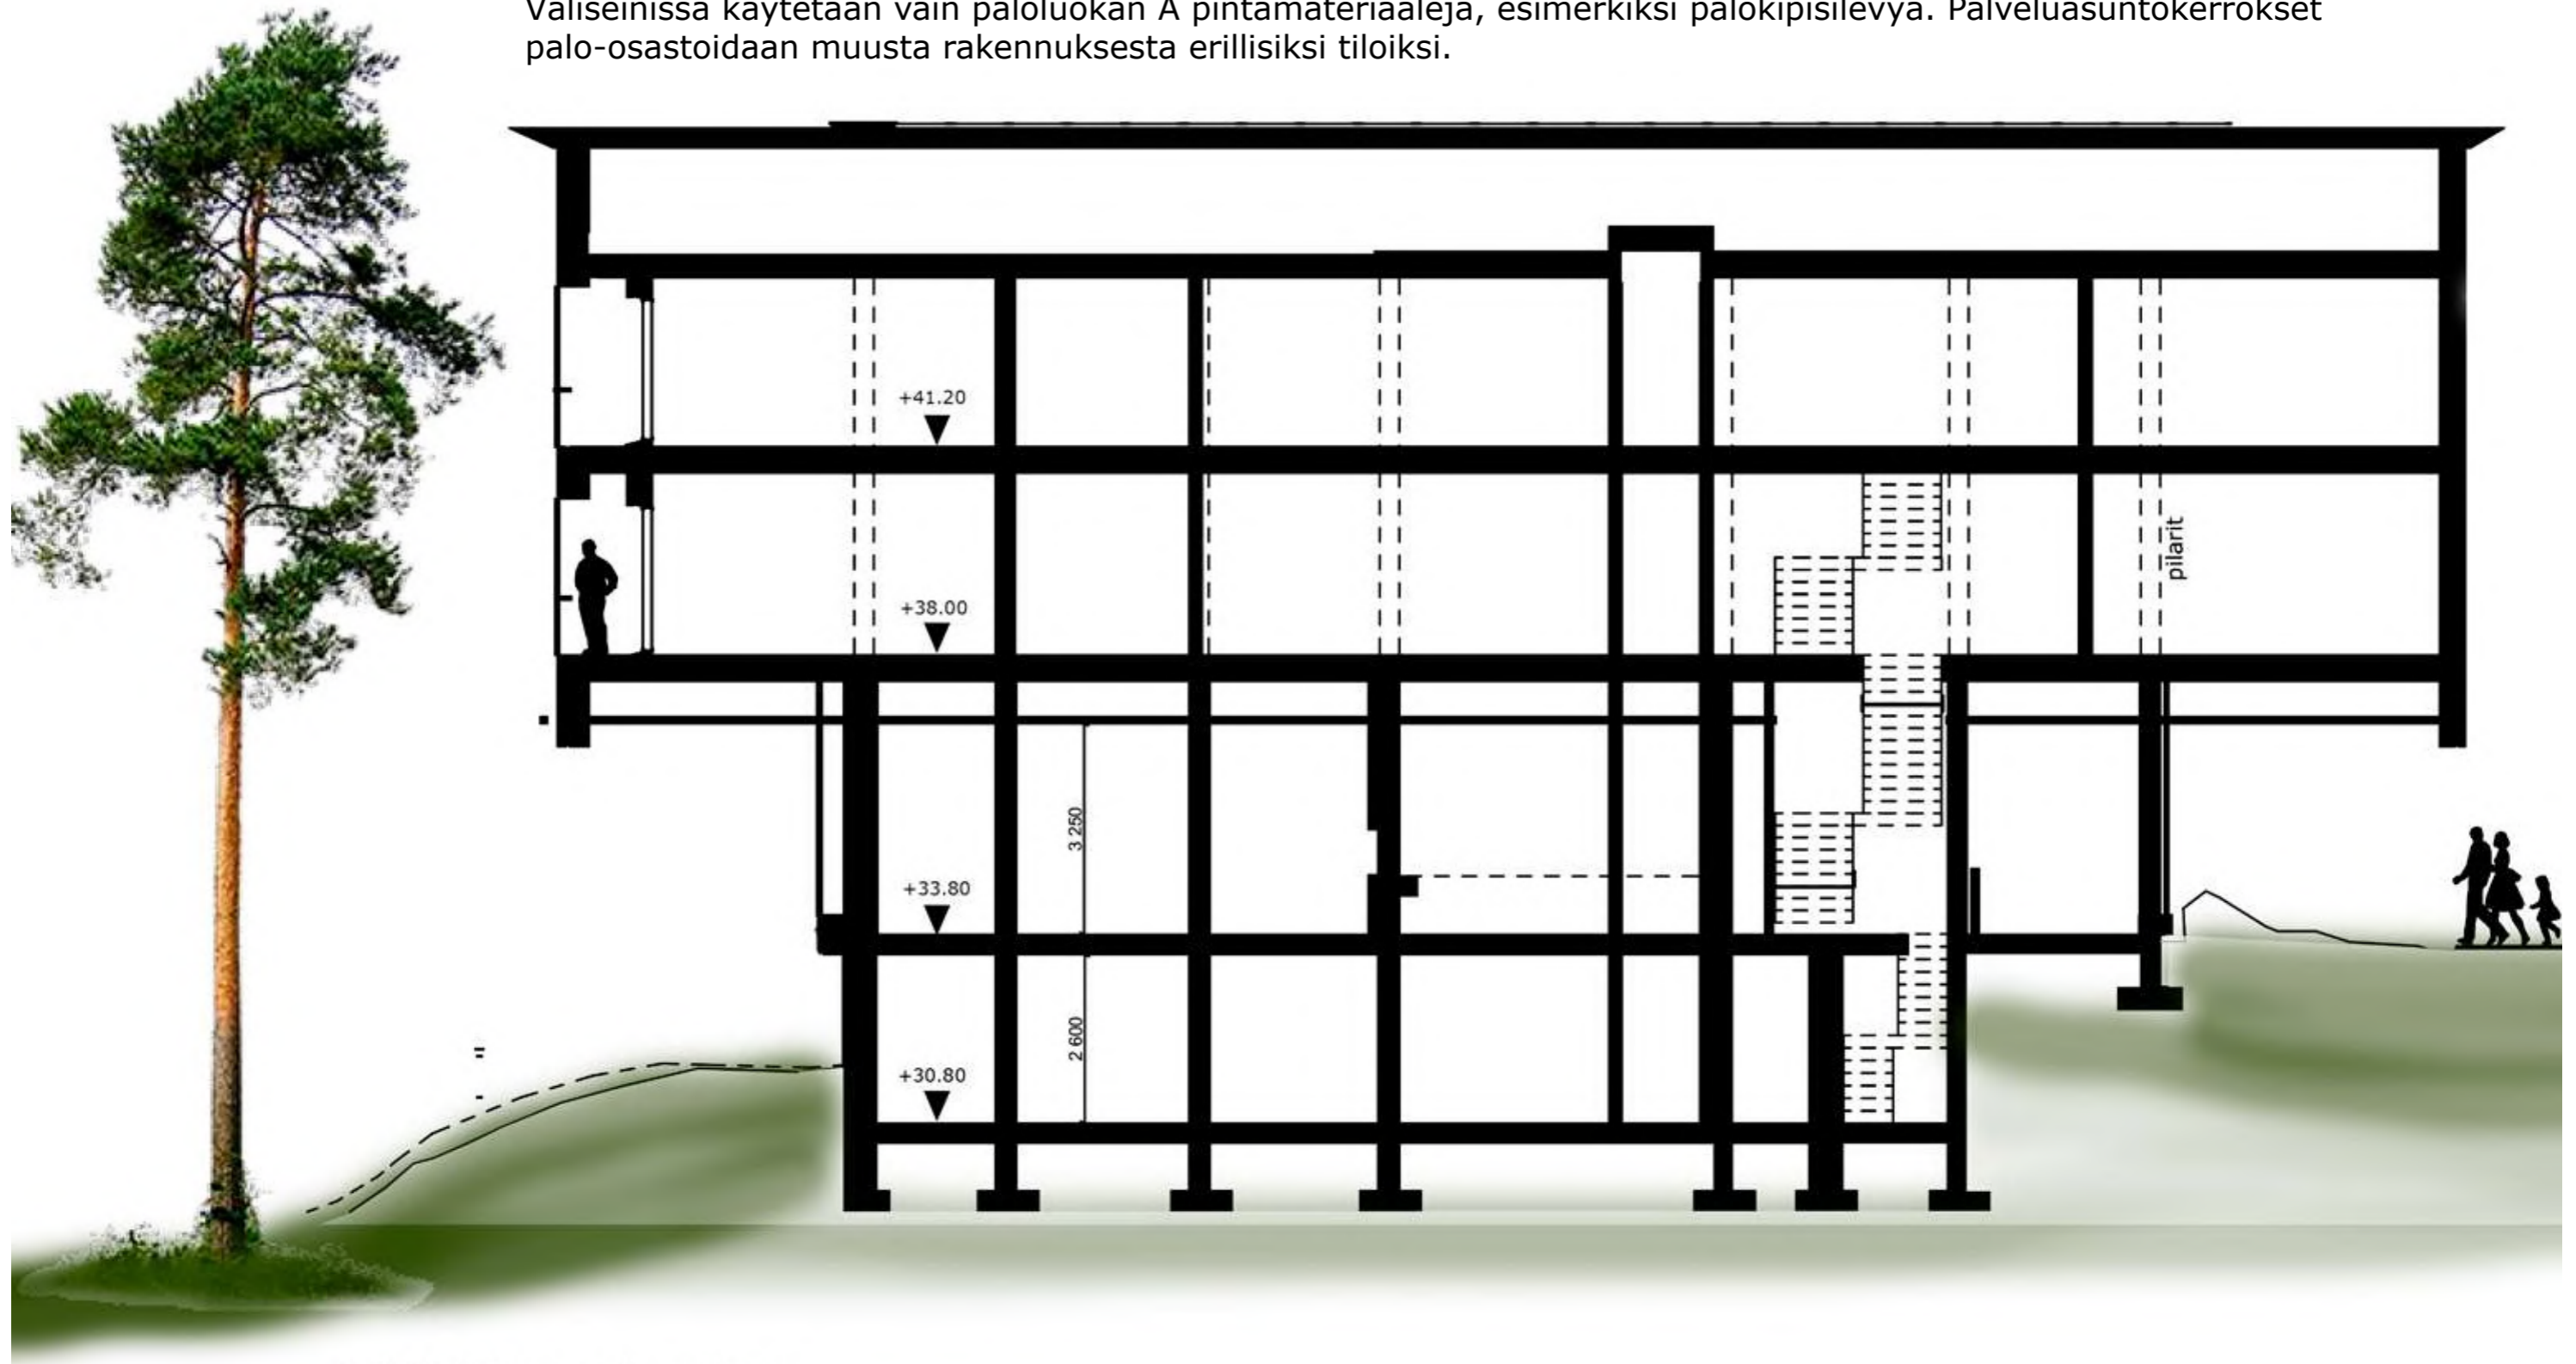 Väliseinissä käytetään vain paloluokan A pintamateriaaleja, esimerkiksi palokipisilevyä. Palveluasuntokerrokset
palo-osastoidaan muusta rakennuksesta erillisiksi tiloiksi.
+41.20
+38.00
pilarit
3 250
+33.80
2 600
+30.80